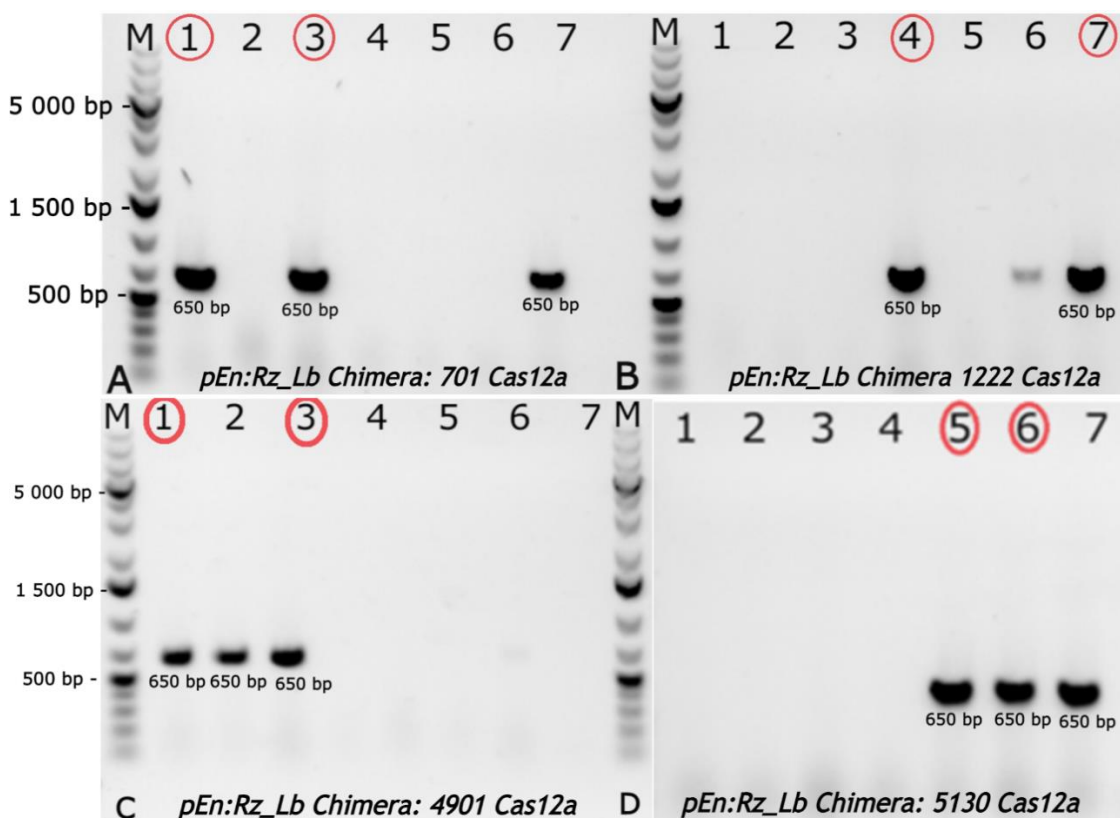 M 1 2 3 4 5 6 7
5 000 bp -
1 500 bp -
500 bp -
650 bp 650 bp 650 bp
A pEn:Rz_Lb Chimera: 701 Cas12a
M 1 2 3 4 5 6 7
650 bp 650 bp
B pEn:Rz_Lb Chimera 1222 Cas12a
M 1 2 3 4 5 6 7
5 000 bp -
1 500 bp -
500 bp -
650 bp 650 bp 650 bp
C pEn:Rz_Lb Chimera: 4901 Cas12a
M 1 2 3 4 5 6 7
650 bp 650 bp 650 bp
D pEn:Rz_Lb Chimera: 5130 Cas12a